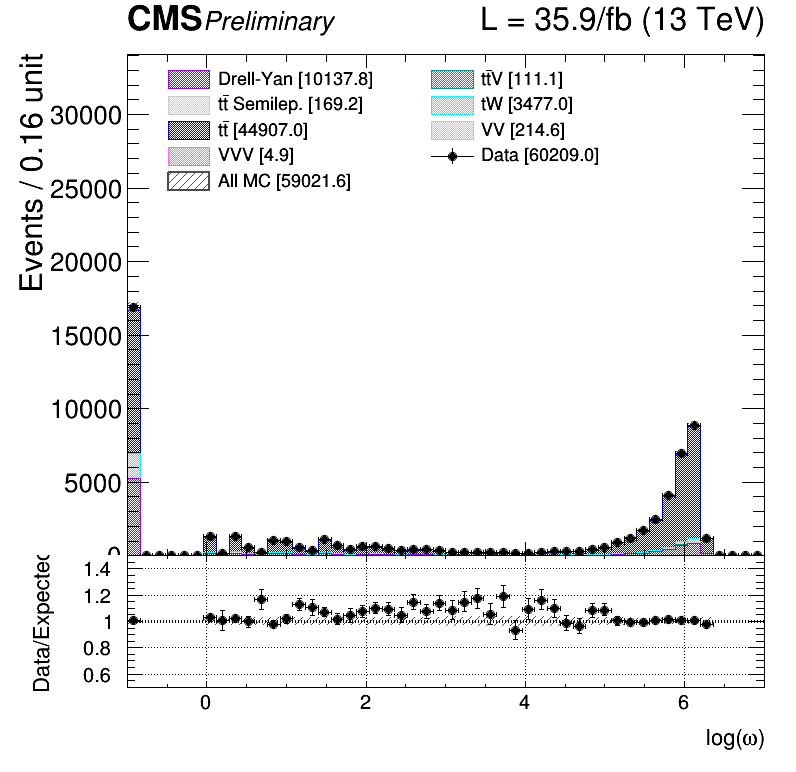 CMS Preliminary L = 35.9/fb (13 TeV)
Drell-Yan [10137.8]
tt̄ Semilep. [169.2]
tt̄ [44907.0]
VVV [4.9]
All MC [59021.6]
tt̄V [111.1]
tW [3477.0]
VV [214.6]
Data [60209.0]
Events / 0.16 unit
30000
25000
20000
15000
10000
5000
0
Data/Expected
1.4
1.2
1
0.8
0.6
0 2 4 6
log(ω)